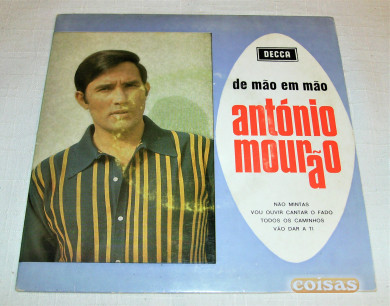 DECCA
de mão em mão
antónio
mourão
NÃO MINTAS
VOU OUVIR CANTAR O FADO
TODOS OS CAMINHOS
VÃO DAR A TI
coisas